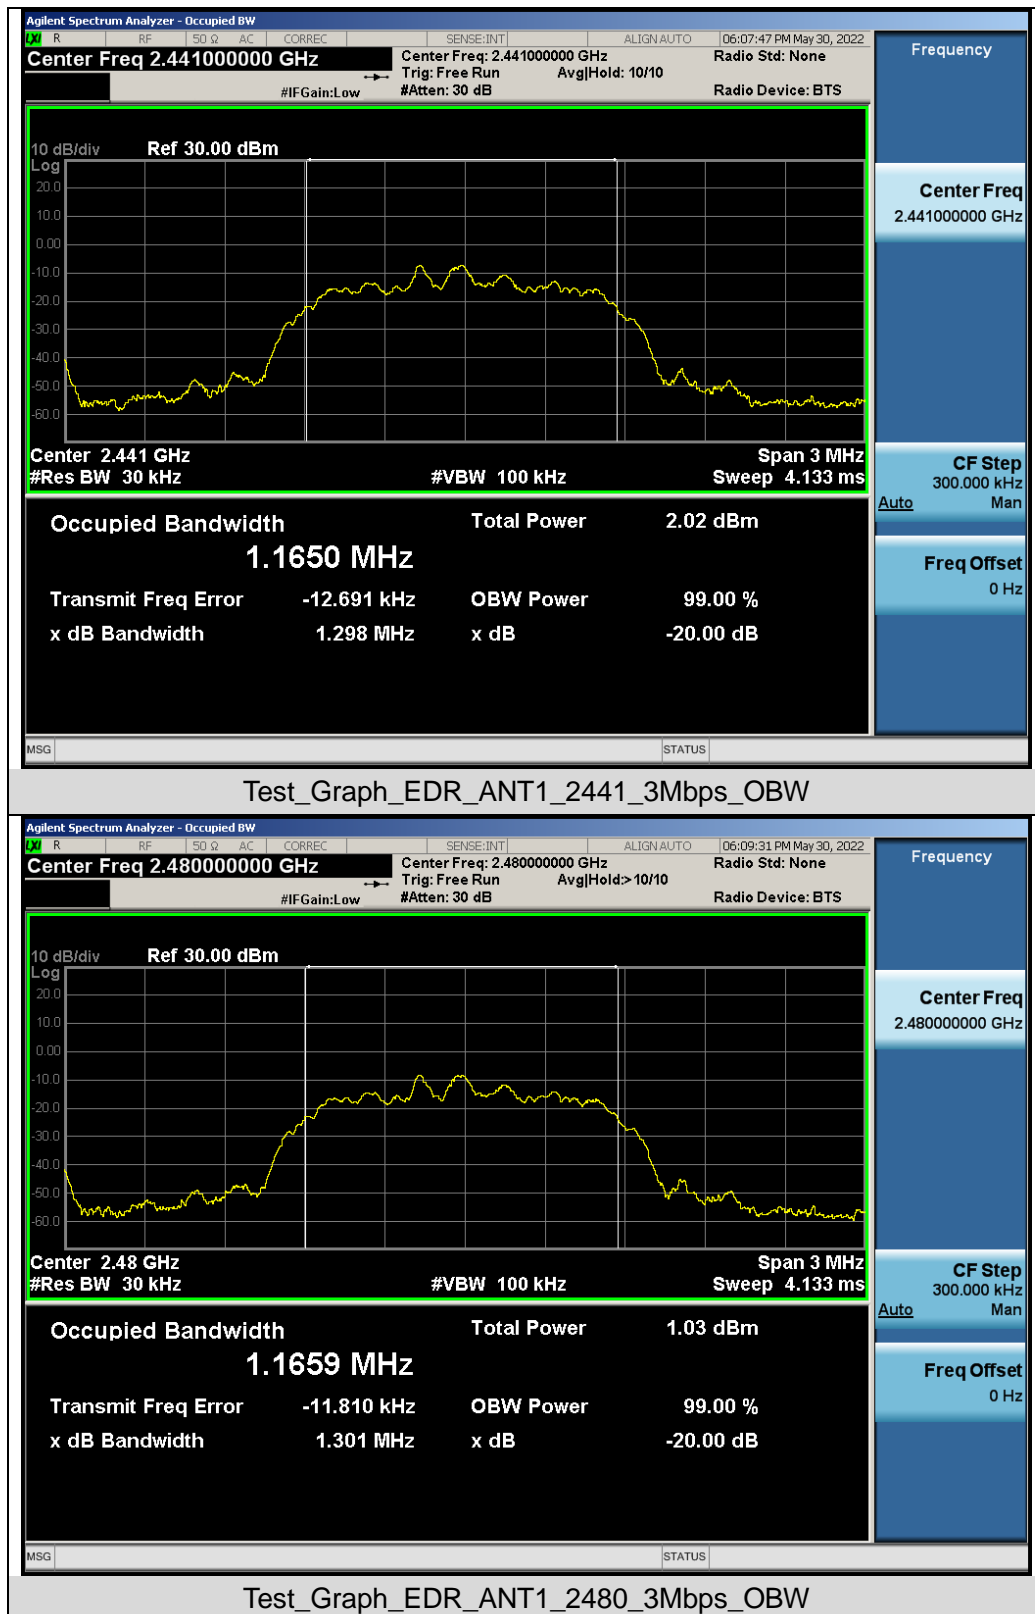 Agilent Spectrum Analyzer - Occupied BW
LXI R RF 50 Ω AC CORREC SENSE:INT ALIGN AUTO 06:07:47 PM May 30, 2022
Center Freq 2.441000000 GHz
Center Freq: 2.441000000 GHz Radio Std: None
Trig: Free Run Avg|Hold: 10/10
#IFGain:Low #Atten: 30 dB Radio Device: BTS
Frequency
10 dB/div Ref 30.00 dBm
Log
20.0
10.0
0.00
-10.0
-20.0
-30.0
-40.0
-50.0
-60.0
Center 2.441 GHz Span 3 MHz
#Res BW 30 kHz #VBW 100 kHz Sweep 4.133 ms
Center Freq
2.441000000 GHz
CF Step
300.000 kHz
Auto Man
Freq Offset
0 Hz
Occupied Bandwidth Total Power 2.02 dBm
1.1650 MHz
Transmit Freq Error -12.691 kHz OBW Power 99.00 %
x dB Bandwidth 1.298 MHz x dB -20.00 dB
MSG STATUS
Test_Graph_EDR_ANT1_2441_3Mbps_OBW
Agilent Spectrum Analyzer - Occupied BW
LXI R RF 50 Ω AC CORREC SENSE:INT ALIGN AUTO 06:09:31 PM May 30, 2022
Center Freq 2.480000000 GHz
Center Freq: 2.480000000 GHz Radio Std: None
Trig: Free Run Avg|Hold:> 10/10
#IFGain:Low #Atten: 30 dB Radio Device: BTS
Frequency
10 dB/div Ref 30.00 dBm
Log
20.0
10.0
0.00
-10.0
-20.0
-30.0
-40.0
-50.0
-60.0
Center 2.48 GHz Span 3 MHz
#Res BW 30 kHz #VBW 100 kHz Sweep 4.133 ms
Center Freq
2.480000000 GHz
CF Step
300.000 kHz
Auto Man
Freq Offset
0 Hz
Occupied Bandwidth Total Power 1.03 dBm
1.1659 MHz
Transmit Freq Error -11.810 kHz OBW Power 99.00 %
x dB Bandwidth 1.301 MHz x dB -20.00 dB
MSG STATUS
Test_Graph_EDR_ANT1_2480_3Mbps_OBW